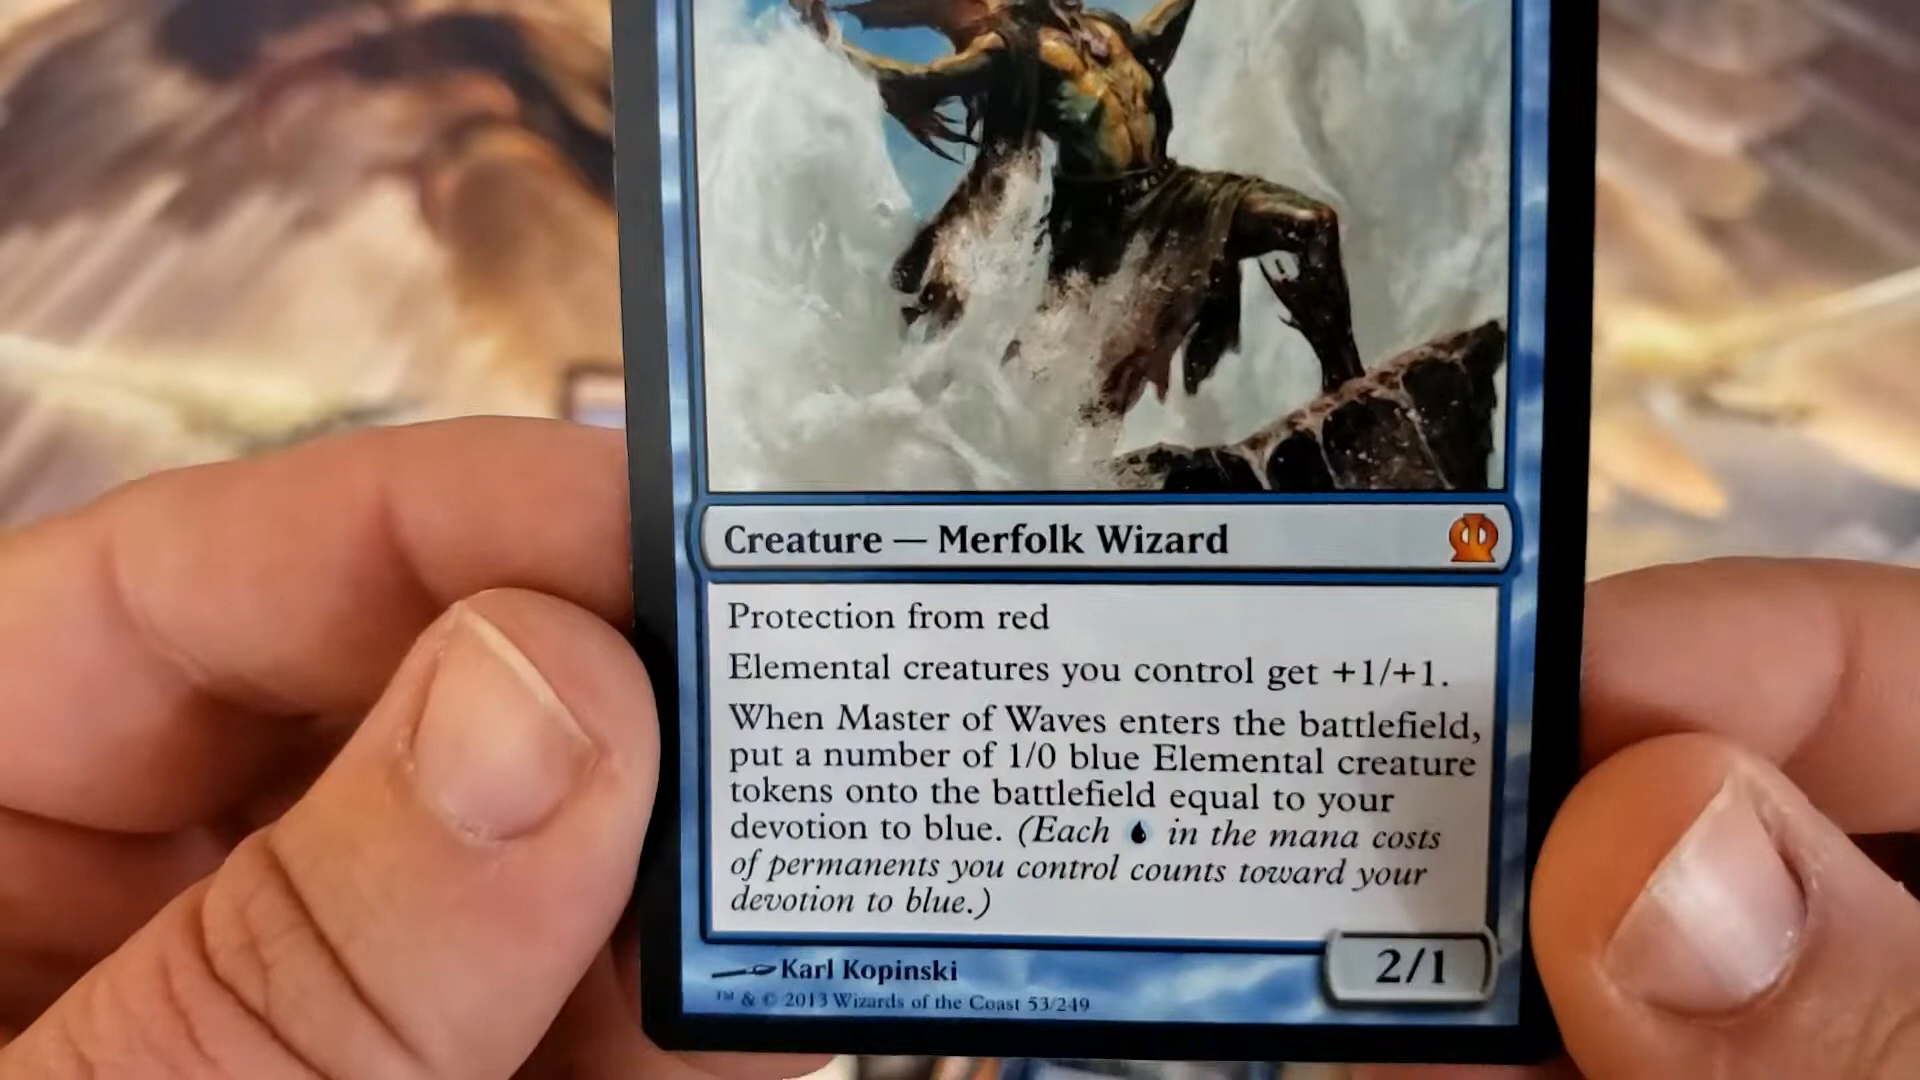 Creature — Merfolk Wizard
Protection from red
Elemental creatures you control get +1/+1.
When Master of Waves enters the battlefield,
put a number of 1/0 blue Elemental creature
tokens onto the battlefield equal to your
devotion to blue. (Each in the mana costs
of permanents you control counts toward your
devotion to blue.)
2/1
Karl Kopinski
™ & © 2013 Wizards of the Coast 53/249